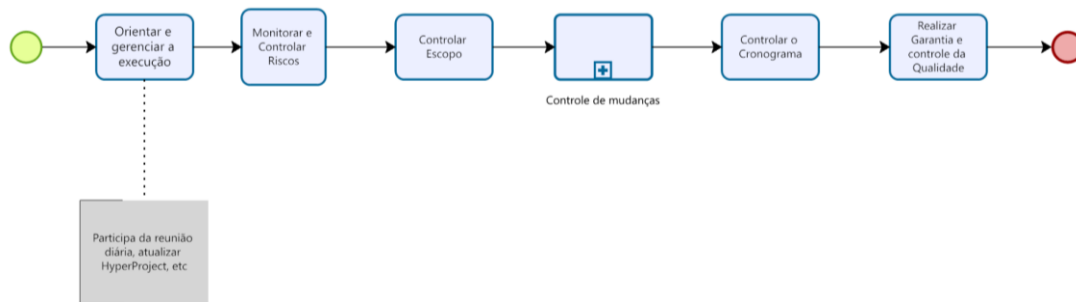 Orientar e
gerenciar a
execução
Monitorar e
Controlar
Riscos
Controlar
Escopo
Controle de mudanças
Controlar o
Cronograma
Realizar
Garantia e
controle da
Qualidade
Participa da reunião
diária, atualizar
HyperProject, etc